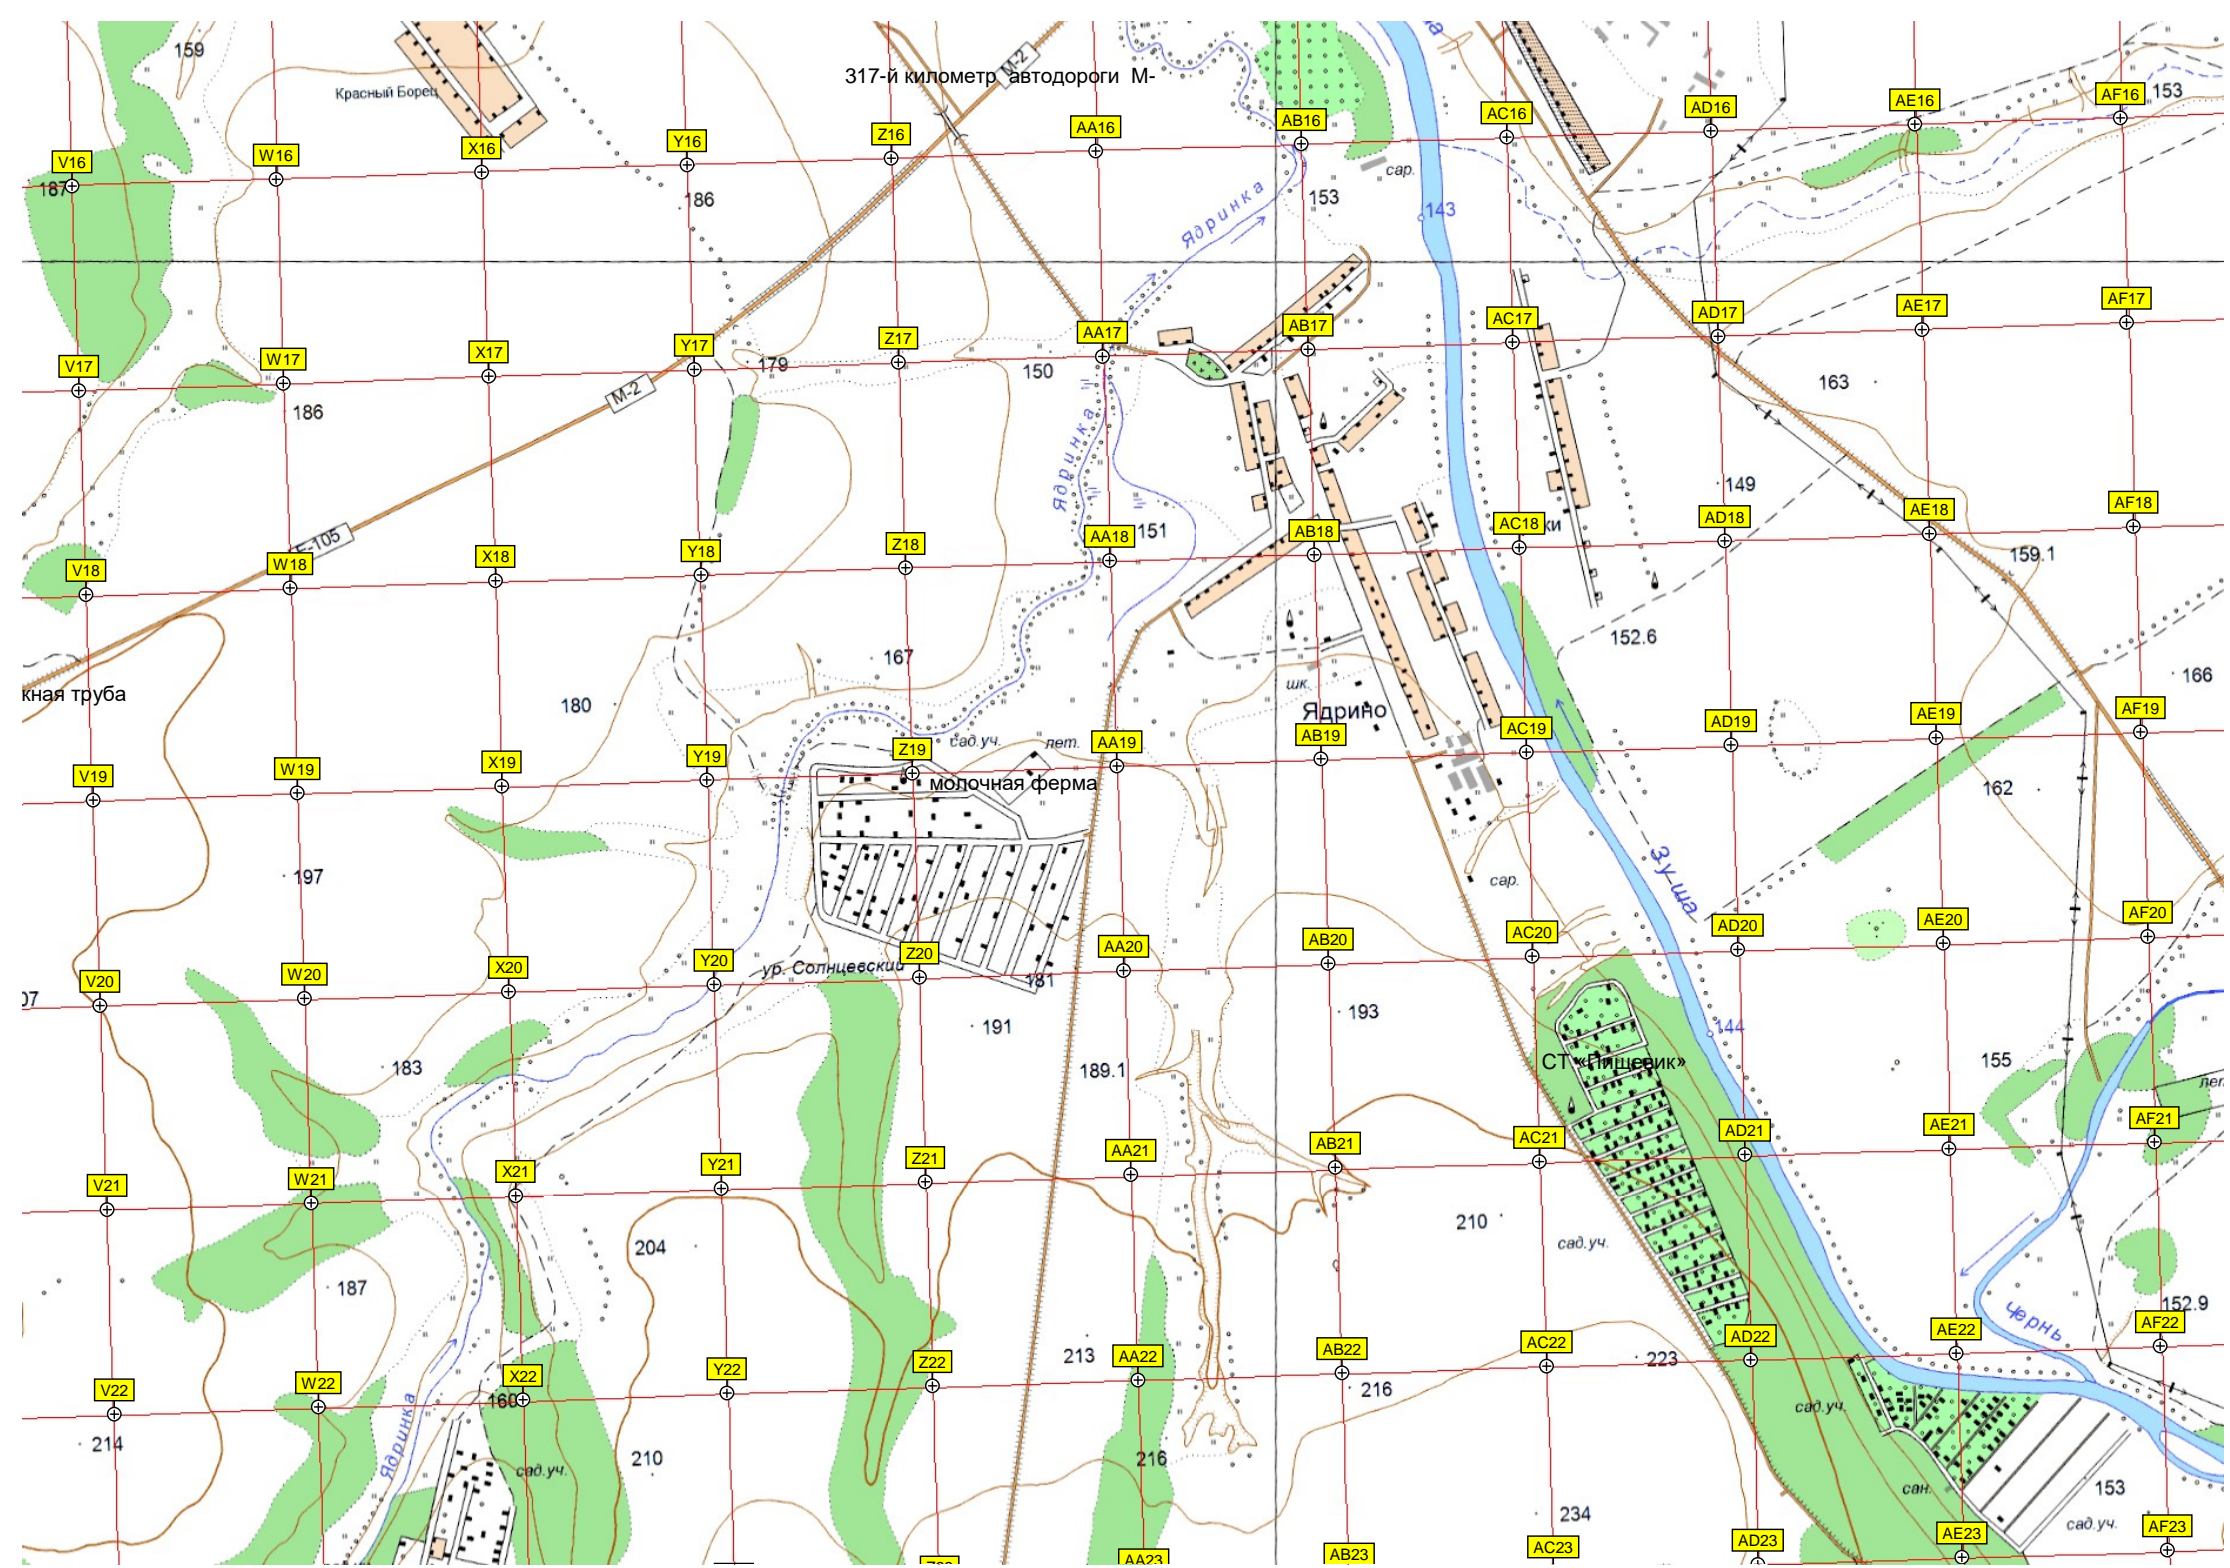 159
Красный Борец
317-й километр автодороги М-
М-2
153
V16
W16
X16
Y16
Z16
AA16
AB16
AC16
AD16
AE16
AF16
187
186
сар.
153
143
Ядринка
V17
W17
X17
Y17
Z17
AA17
AB17
AC17
AD17
AE17
AF17
179
150
163
186
М-2
Ядринка
149
151
Е-105
V18
W18
X18
Y18
Z18
AA18
AB18
AC18
ки
AD18
AE18
AF18
159.1
152.6
167
166
жная труба
180
шк.
Ядрино
сад.уч.
лет.
V19
W19
X19
Y19
Z19
AA19
AB19
AC19
AD19
AE19
AF19
молочная ферма
162
197
сар.
Зуша
V20
W20
X20
Y20
Z20
AA20
AB20
AC20
AD20
AE20
AF20
ур. Солнцевский
181
07
191
193
144
183
189.1
СТ «Пищевик»
155
лет
V21
W21
X21
Y21
Z21
AA21
AB21
AC21
AD21
AE21
AF21
204
210
сад.уч.
187
152.9
Чернь
V22
W22
X22
Y22
Z22
AA22
AB22
AC22
AD22
AE22
AF22
213
223
160
216
сад.уч.
214
Ядринка
210
216
сад.уч.
сан.
153
234
сад.уч.
AA23
AB23
AC23
AD23
AE23
AF23